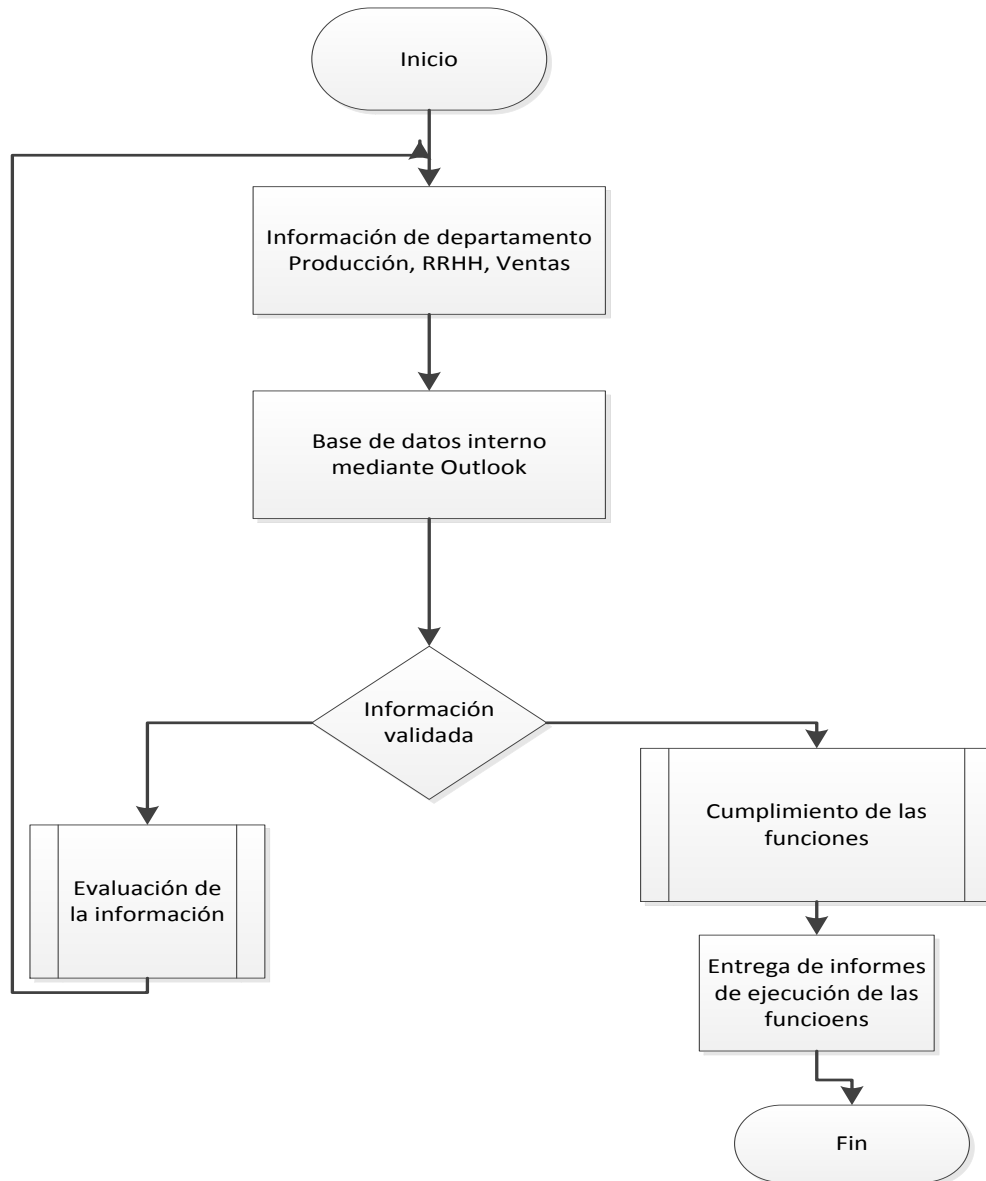 Inicio
Información de departamento
Producción, RRHH, Ventas
Base de datos interno
mediante Outlook
Información
validada
Evaluación de
la información
Cumplimiento de las
funciones
Entrega de informes
de ejecución de las
funcioens
Fin